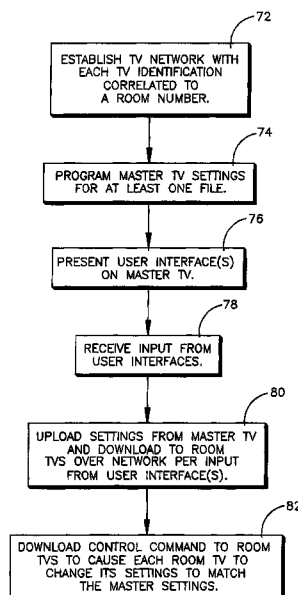 72
ESTABLISH TV NETWORK WITH
EACH TV IDENTIFICATION
CORRELATED TO
A ROOM NUMBER.
74
PROGRAM MASTER TV SETTINGS
FOR AT LEAST ONE FILE.
76
PRESENT USER INTERFACE(S)
ON MASTER TV.
78
RECEIVE INPUT FROM
USER INTERFACES.
80
UPLOAD SETTINGS FROM MASTER TV
AND DOWNLOAD TO ROOM
TVS OVER NETWORK PER INPUT
FROM USER INTERFACE(S).
82
DOWNLOAD CONTROL COMMAND TO ROOM
TVS TO CAUSE EACH ROOM TV TO
CHANGE ITS SETTINGS TO MATCH
THE MASTER SETTINGS.